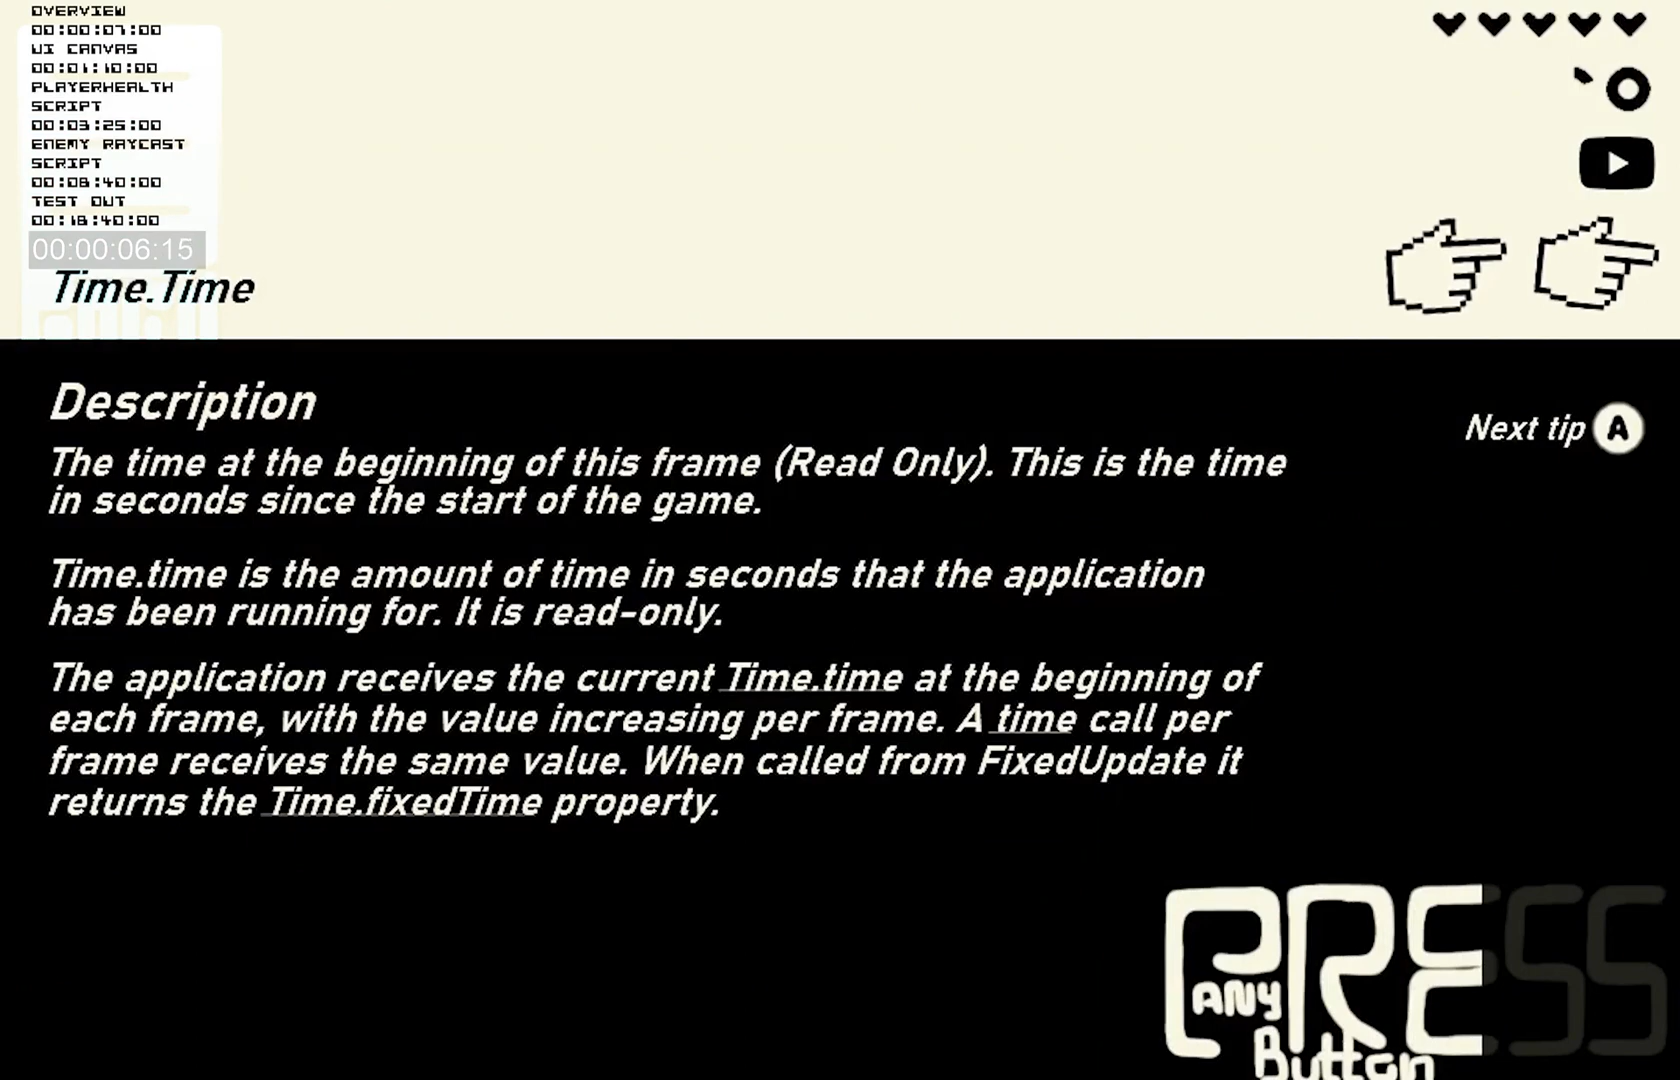 OVERVIEW
00:00:07:00
UI CANVAS
00:01:10:00
PLAYERHEALTH
SCRIPT
00:03:25:00
ENEMY RAYCAST
SCRIPT
00:08:40:00
TEST OUT
00:18:40:00
00:00:06:15
Time.Time
Description
Next tip A
The time at the beginning of this frame (Read Only). This is the time
in seconds since the start of the game.
Time.time is the amount of time in seconds that the application
has been running for. It is read-only.
The application receives the current Time.time at the beginning of
each frame, with the value increasing per frame. A time call per
frame receives the same value. When called from FixedUpdate it
returns the Time.fixedTime property.
PRESS
ANY
Button